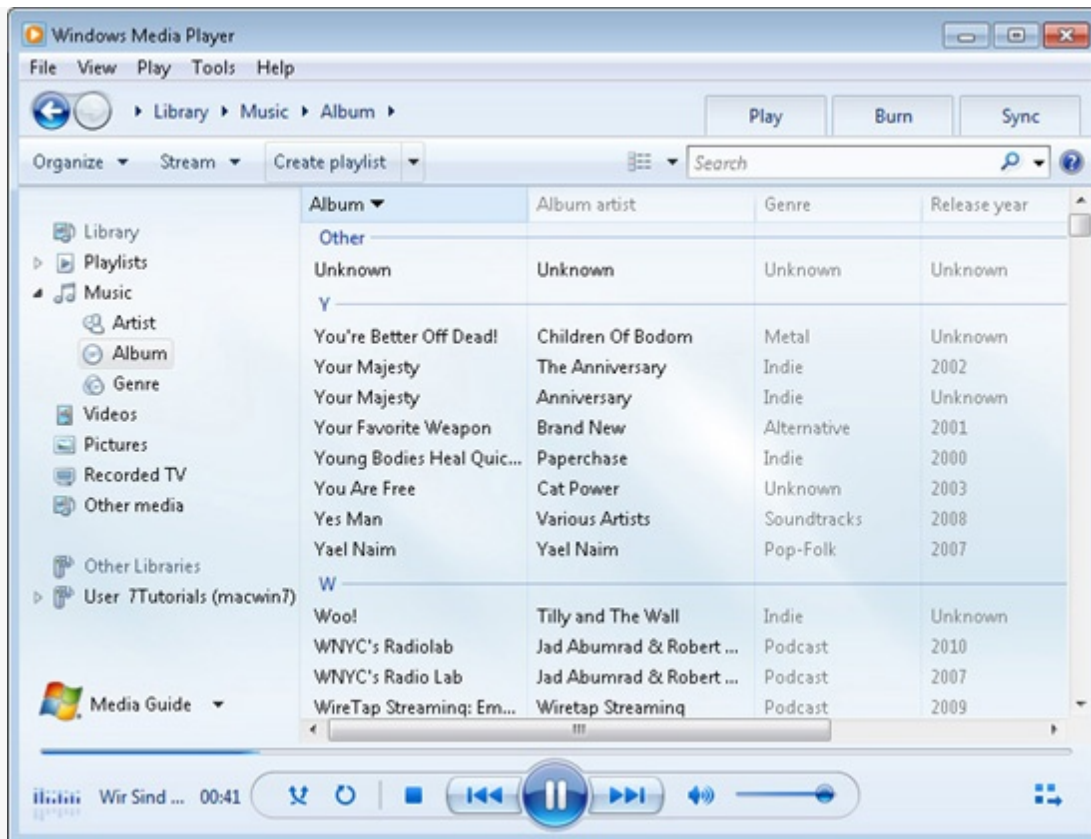 Windows Media Player
File View Play Tools Help
Library Music Album
Play Burn Sync
Organize Stream Create playlist Search
Album Album artist Genre Release year
Library
Playlists
Music
Artist
Album
Genre
Videos
Pictures
Recorded TV
Other media
Other Libraries
User 7Tutorials (macwin7)
Media Guide
Other
Unknown Unknown Unknown Unknown
Y
You're Better Off Dead! Children Of Bodom Metal Unknown
Your Majesty The Anniversary Indie 2002
Your Majesty Anniversary Indie Unknown
Your Favorite Weapon Brand New Alternative 2001
Young Bodies Heal Quic... Paperchase Indie 2000
You Are Free Cat Power Unknown 2003
Yes Man Various Artists Soundtracks 2008
Yael Naim Yael Naim Pop-Folk 2007
W
Woo! Tilly and The Wall Indie Unknown
WNYC's Radiolab Jad Abumrad & Robert ... Podcast 2010
WNYC's Radio Lab Jad Abumrad & Robert ... Podcast 2007
WireTap Streaming: Em... Wiretap Streaming Podcast 2009
Wir Sind ... 00:41